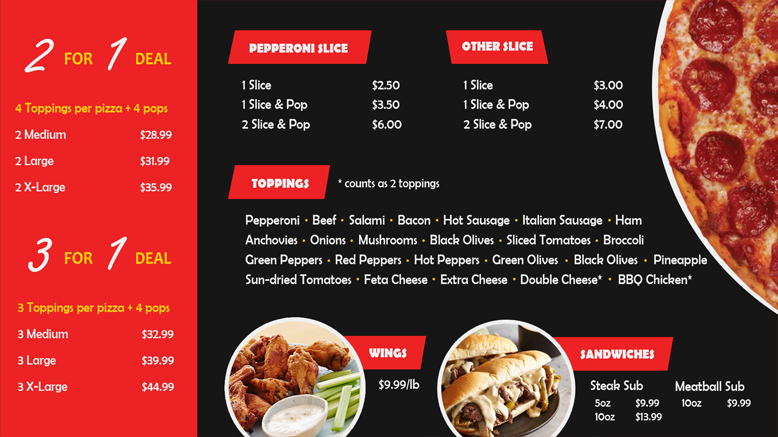 2 FOR 1 DEAL
4 Toppings per pizza + 4 pops
2 Medium $28.99
2 Large $31.99
2 X-Large $35.99
3 FOR 1 DEAL
3 Toppings per pizza + 4 pops
3 Medium $32.99
3 Large $39.99
3 X-Large $44.99
PEPPERONI SLICE
1 Slice $2.50
1 Slice & Pop $3.50
2 Slice & Pop $6.00
OTHER SLICE
1 Slice $3.00
1 Slice & Pop $4.00
2 Slice & Pop $7.00
TOPPINGS * counts as 2 toppings
Pepperoni • Beef • Salami • Bacon • Hot Sausage • Italian Sausage • Ham
Anchovies • Onions • Mushrooms • Black Olives • Sliced Tomatoes • Broccoli
Green Peppers • Red Peppers • Hot Peppers • Green Olives • Black Olives • Pineapple
Sun-dried Tomatoes • Feta Cheese • Extra Cheese • Double Cheese* • BBQ Chicken*
WINGS
$9.99/lb
SANDWICHES
Steak Sub
5oz $9.99
10oz $13.99
Meatball Sub
10oz $9.99